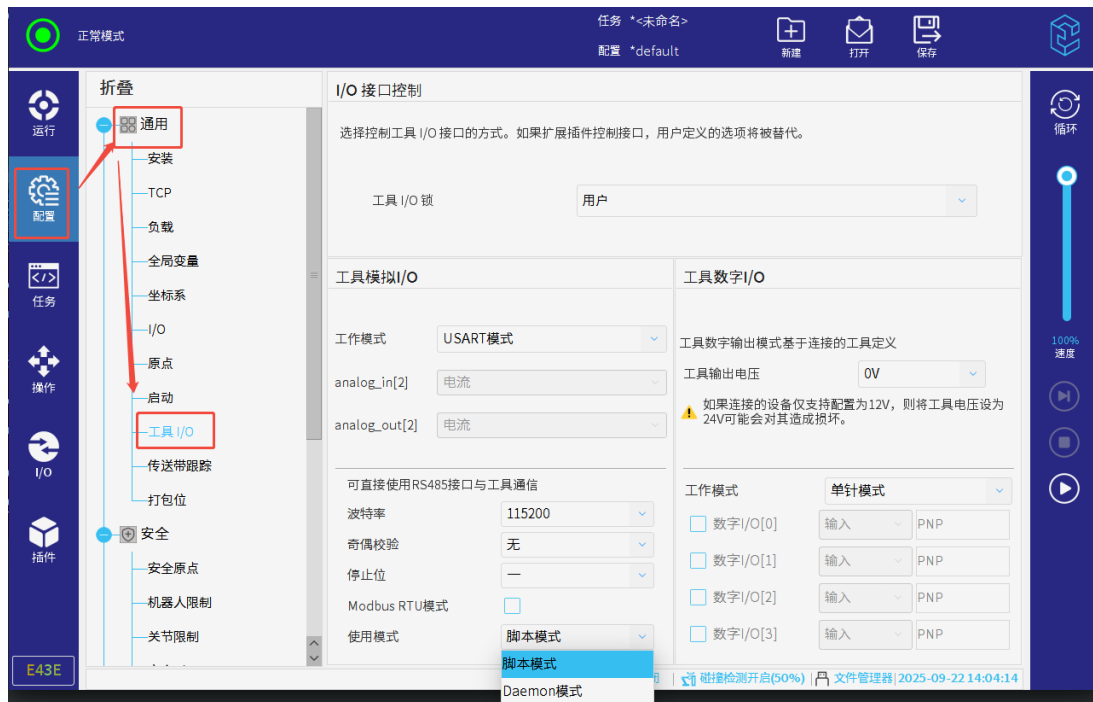 正常模式
任务 *<未命名>
配置 *default
新建
打开
保存
运行
配置
任务
操作
I/O
插件
E43E
折叠
通用
安装
TCP
负载
全局变量
坐标系
I/O
原点
启动
工具 I/O
传送带跟踪
打包位
安全
安全原点
机器人限制
关节限制
I/O 接口控制
选择控制工具 I/O 接口的方式。如果扩展插件控制接口，用户定义的选项将被替代。
工具 I/O 锁 用户
工具模拟I/O
工作模式 USART模式
analog_in[2] 电流
analog_out[2] 电流
可直接使用RS485接口与工具通信
波特率 115200
奇偶校验 无
停止位 一
Modbus RTU模式
使用模式 脚本模式
脚本模式
Daemon模式
工具数字I/O
工具数字输出模式基于连接的工具定义
工具输出电压 0V
如果连接的设备仅支持配置为12V，则将工具电压设为
24V可能会对其造成损坏。
工作模式 单针模式
数字I/O[0] 输入 PNP
数字I/O[1] 输入 PNP
数字I/O[2] 输入 PNP
数字I/O[3] 输入 PNP
碰撞检测开启(50%) | 文件管理器 | 2025-09-22 14:04:14
循环
100%
速度